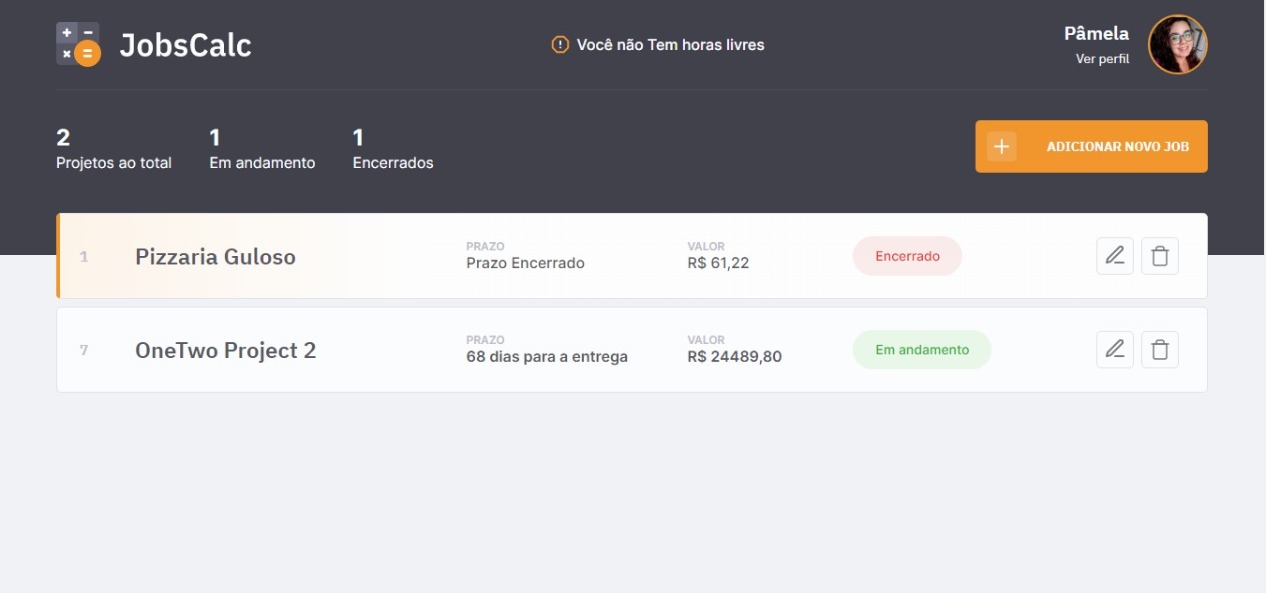 JobsCalc
Você não Tem horas livres
Pâmela
Ver perfil
2
Projetos ao total
1
Em andamento
1
Encerrados
ADICIONAR NOVO JOB
1
Pizzaria Guloso
PRAZO
Prazo Encerrado
VALOR
R$ 61,22
Encerrado
7
OneTwo Project 2
PRAZO
68 dias para a entrega
VALOR
R$ 24489,80
Em andamento